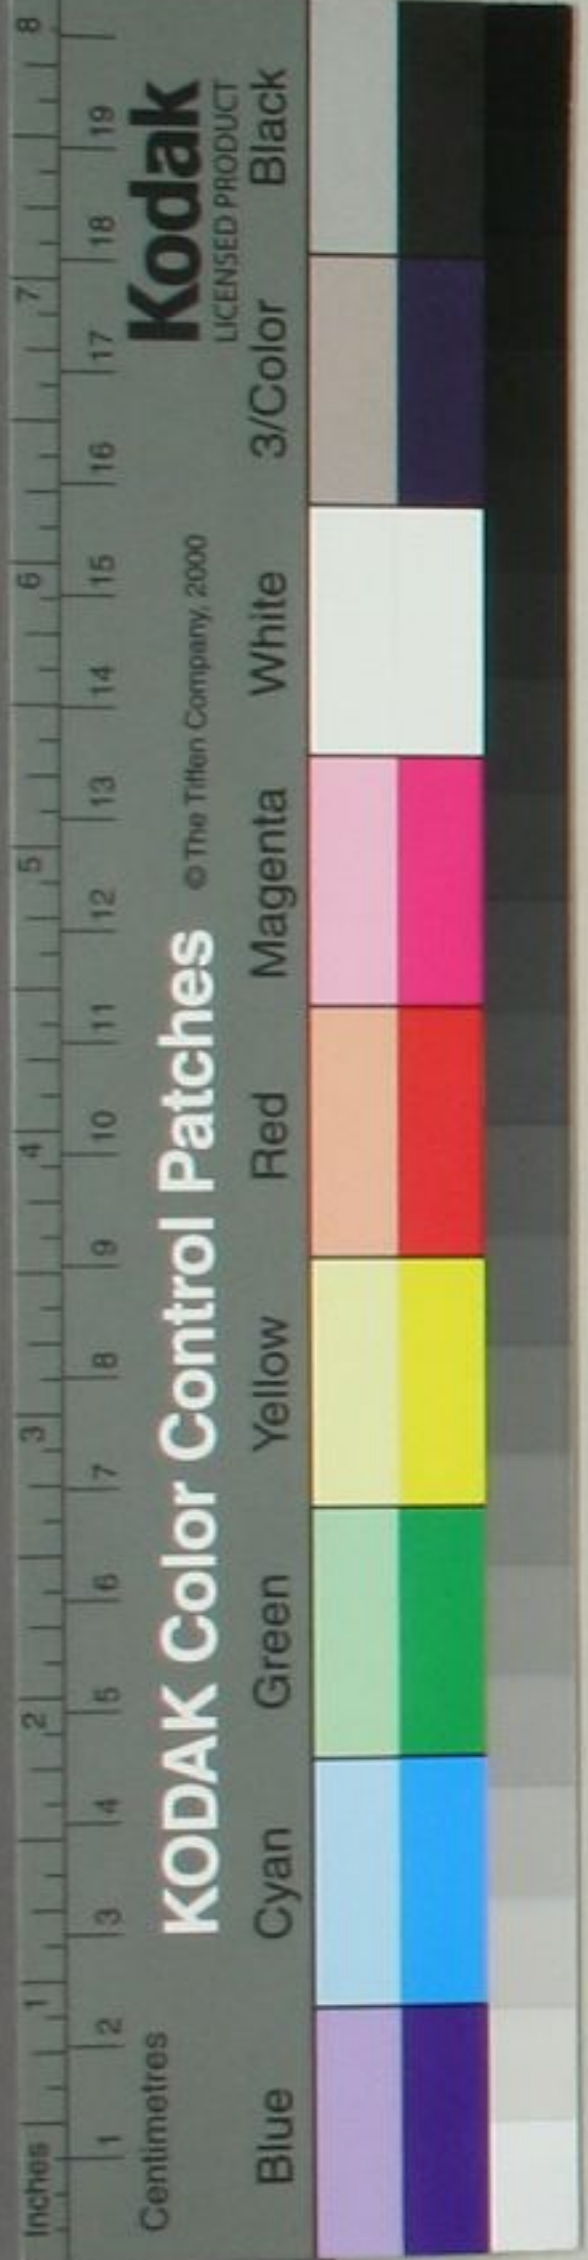 Inches 1 2 3 4 5 6 7 8
1 2 3 4 5 6 7 8 9 10 11 12 13 14 15 16 17 18 19
Centimetres
KODAK Color Control Patches © The Tiffen Company, 2000
Kodak
LICENSED PRODUCT
Blue Cyan Green Yellow Red Magenta White 3/Color Black